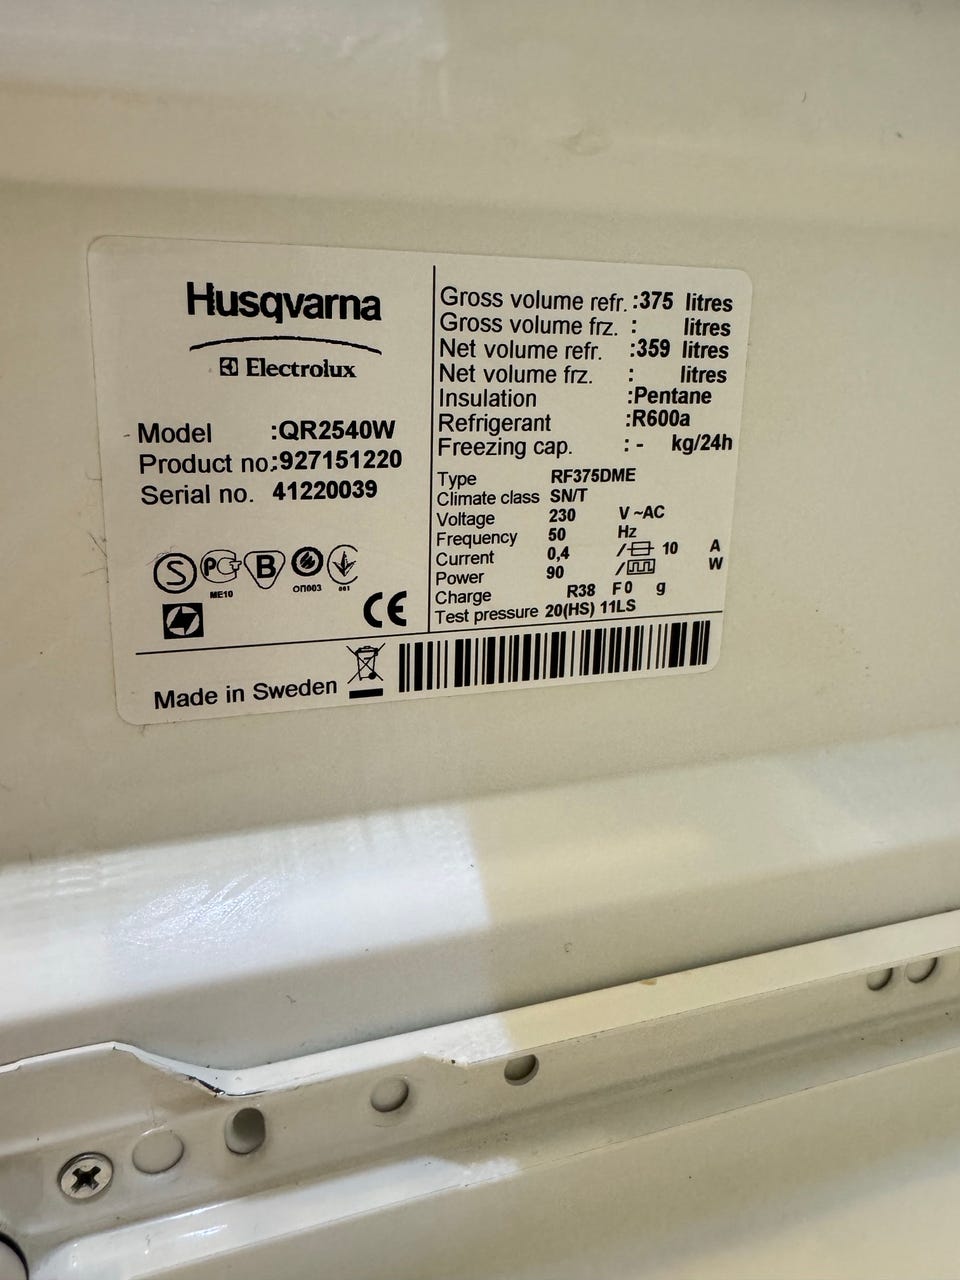 Husqvarna
Electrolux
Model :QR2540W
Product no:927151220
Serial no. 41220039
S PC B
ME10 ОП003 001
CE
Made in Sweden
Gross volume refr. :375 litres
Gross volume frz. : litres
Net volume refr. :359 litres
Net volume frz. : litres
Insulation :Pentane
Refrigerant :R600a
Freezing cap. : - kg/24h
Type RF375DME
Climate class SN/T
Voltage 230 V ~AC
Frequency 50 Hz
Current 0,4 / 10 A
Power 90 / W
Charge R38 F0 g
Test pressure 20(HS) 11LS